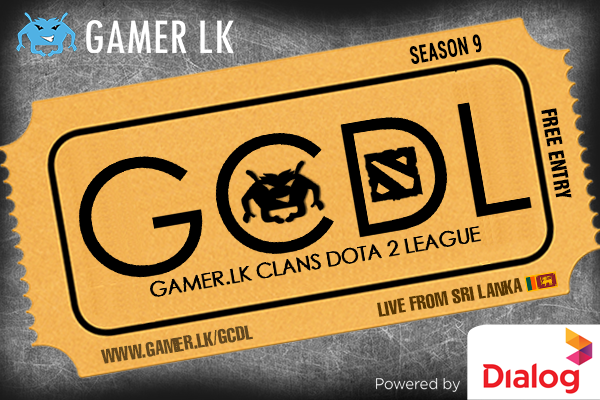 GAMER LK
SEASON 9
FREE ENTRY
GCDL
GAMER.LK CLANS DOTA 2 LEAGUE
LIVE FROM SRI LANKA
WWW.GAMER.LK/GCDL
Powered by
Dialog